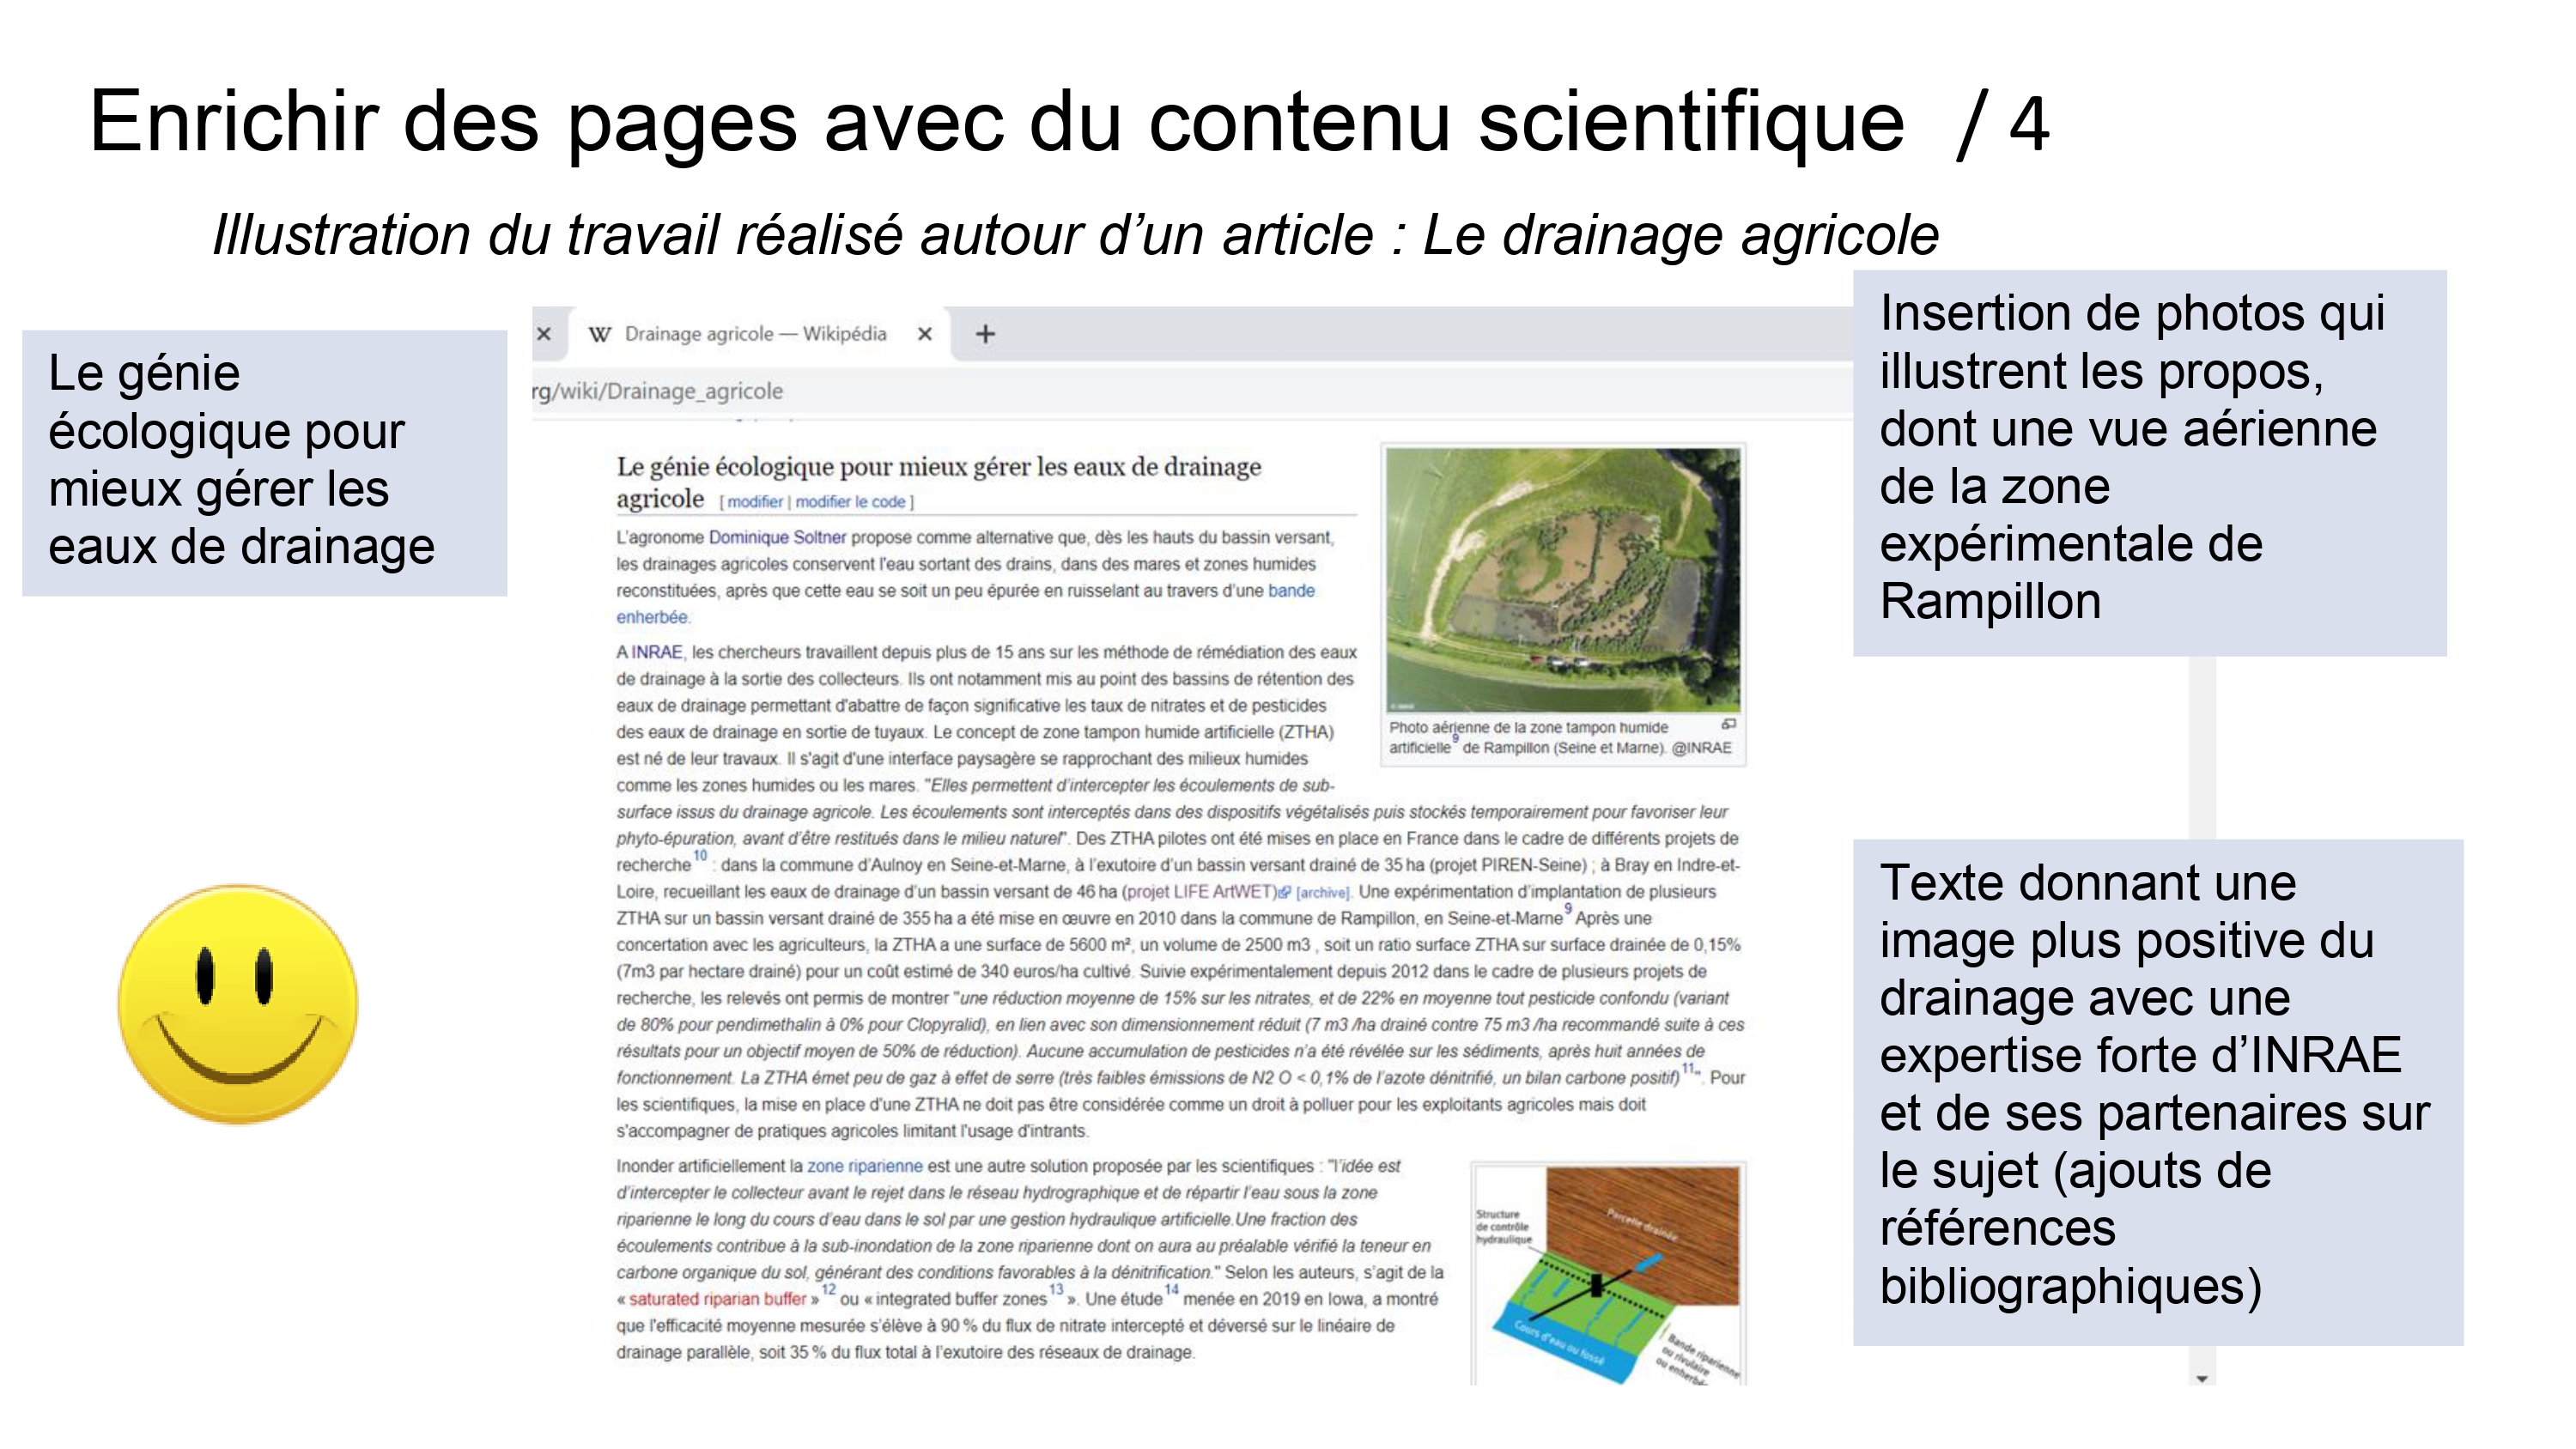 Enrichir des pages avec du contenu scientifique / 4
Illustration du travail réalisé autour d’un article : Le drainage agricole
Le génie
écologique pour
mieux gérer les
eaux de drainage
Drainage agricole — Wikipédia
rg/wiki/Drainage_agricole
Le génie écologique pour mieux gérer les eaux de drainage
agricole [ modifier | modifier le code ]
L'agronome Dominique Soltner propose comme alternative que, dès les hauts du bassin versant,
les drainages agricoles conservent l'eau sortant des drains, dans des mares et zones humides
reconstituées, après que cette eau se soit un peu épurée en ruisselant au travers d'une bande
enherbée.
A INRAE, les chercheurs travaillent depuis plus de 15 ans sur les méthode de rémédiation des eaux
de drainage à la sortie des collecteurs. Ils ont notamment mis au point des bassins de rétention des
eaux de drainage permettant d'abattre de façon significative les taux de nitrates et de pesticides
des eaux de drainage en sortie de tuyaux. Le concept de zone tampon humide artificielle (ZTHA)
est né de leur travaux. Il s'agit d'une interface paysagère se rapprochant des milieux humides
comme les zones humides ou les mares. "Elles permettent d'intercepter les écoulements de sub-
surface issus du drainage agricole. Les écoulements sont interceptés dans des dispositifs végétalisés puis stockés temporairement pour favoriser leur
phyto-épuration, avant d'être restitués dans le milieu naturel". Des ZTHA pilotes ont été mises en place en France dans le cadre de différents projets de
recherche10 : dans la commune d'Aulnoy en Seine-et-Marne, à l'exutoire d'un bassin versant drainé de 35 ha (projet PIREN-Seine) ; à Bray en Indre-et-
Loire, recueillant les eaux de drainage d'un bassin versant de 46 ha (projet LIFE ArtWET) [archive]. Une expérimentation d'implantation de plusieurs
ZTHA sur un bassin versant drainé de 355 ha a été mise en œuvre en 2010 dans la commune de Rampillon, en Seine-et-Marne9 Après une
concertation avec les agriculteurs, la ZTHA a une surface de 5600 m², un volume de 2500 m3 , soit un ratio surface ZTHA sur surface drainée de 0,15%
(7m3 par hectare drainé) pour un coût estimé de 340 euros/ha cultivé. Suivie expérimentalement depuis 2012 dans le cadre de plusieurs projets de
recherche, les relevés ont permis de montrer "une réduction moyenne de 15% sur les nitrates, et de 22% en moyenne tout pesticide confondu (variant
de 80% pour pendimethalin à 0% pour Clopyralid), en lien avec son dimensionnement réduit (7 m3 /ha drainé contre 75 m3 /ha recommandé suite à ces
résultats pour un objectif moyen de 50% de réduction). Aucune accumulation de pesticides n'a été révélée sur les sédiments, après huit années de
fonctionnement. La ZTHA émet peu de gaz à effet de serre (très faibles émissions de N2 O < 0,1% de l'azote dénitrifié, un bilan carbone positif)11". Pour
les scientifiques, la mise en place d'une ZTHA ne doit pas être considérée comme un droit à polluer pour les exploitants agricoles mais doit
s'accompagner de pratiques agricoles limitant l'usage d'intrants.
Inonder artificiellement la zone riparienne est une autre solution proposée par les scientifiques : "l'idée est
d'intercepter le collecteur avant le rejet dans le réseau hydrographique et de répartir l'eau sous la zone
riparienne le long du cours d'eau dans le sol par une gestion hydraulique artificielle.Une fraction des
écoulements contribue à la sub-inondation de la zone riparienne dont on aura au préalable vérifié la teneur en
carbone organique du sol, générant des conditions favorables à la dénitrification." Selon les auteurs, s'agit de la
« saturated riparian buffer »12 ou « integrated buffer zones13 ». Une étude14 menée en 2019 en Iowa, a montré
que l'efficacité moyenne mesurée s'élève à 90 % du flux de nitrate intercepté et déversé sur le linéaire de
drainage parallèle, soit 35 % du flux total à l'exutoire des réseaux de drainage.
Photo aérienne de la zone tampon humide
artificielle9 de Rampillon (Seine et Marne). @INRAE
Structure
de contrôle
hydraulique
Parcelle drainée
Cours d'eau ou fossé
Bande riparienne
ou rivulaire
ou enherbé
Insertion de photos qui
illustrent les propos,
dont une vue aérienne
de la zone
expérimentale de
Rampillon
Texte donnant une
image plus positive du
drainage avec une
expertise forte d’INRAE
et de ses partenaires sur
le sujet (ajouts de
références
bibliographiques)